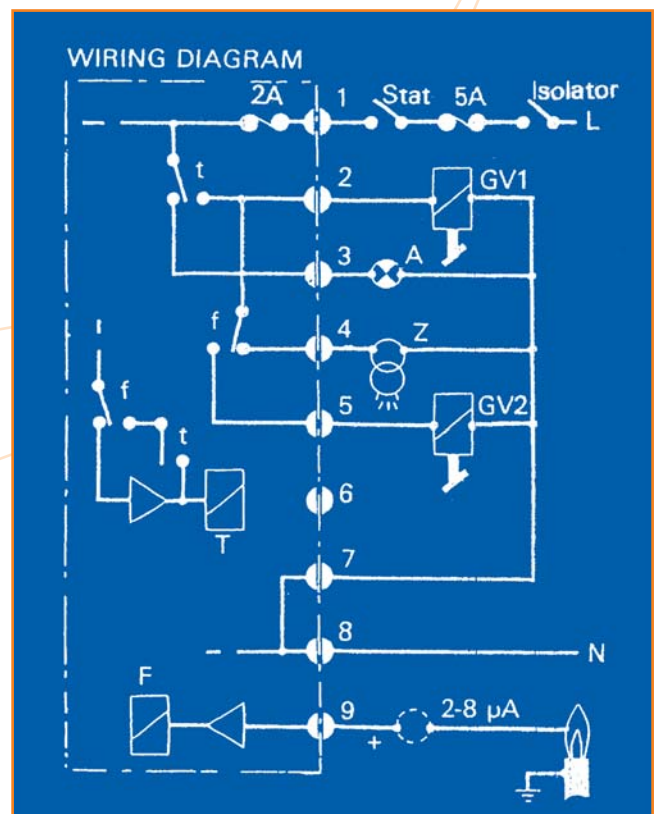 WIRING DIAGRAM
2A 1 Stat 5A Isolator
L
t 2 GV1
3 A
f 4 Z
f 5 GV2
t 6
T
7
8 N
F 9 + 2-8 µA